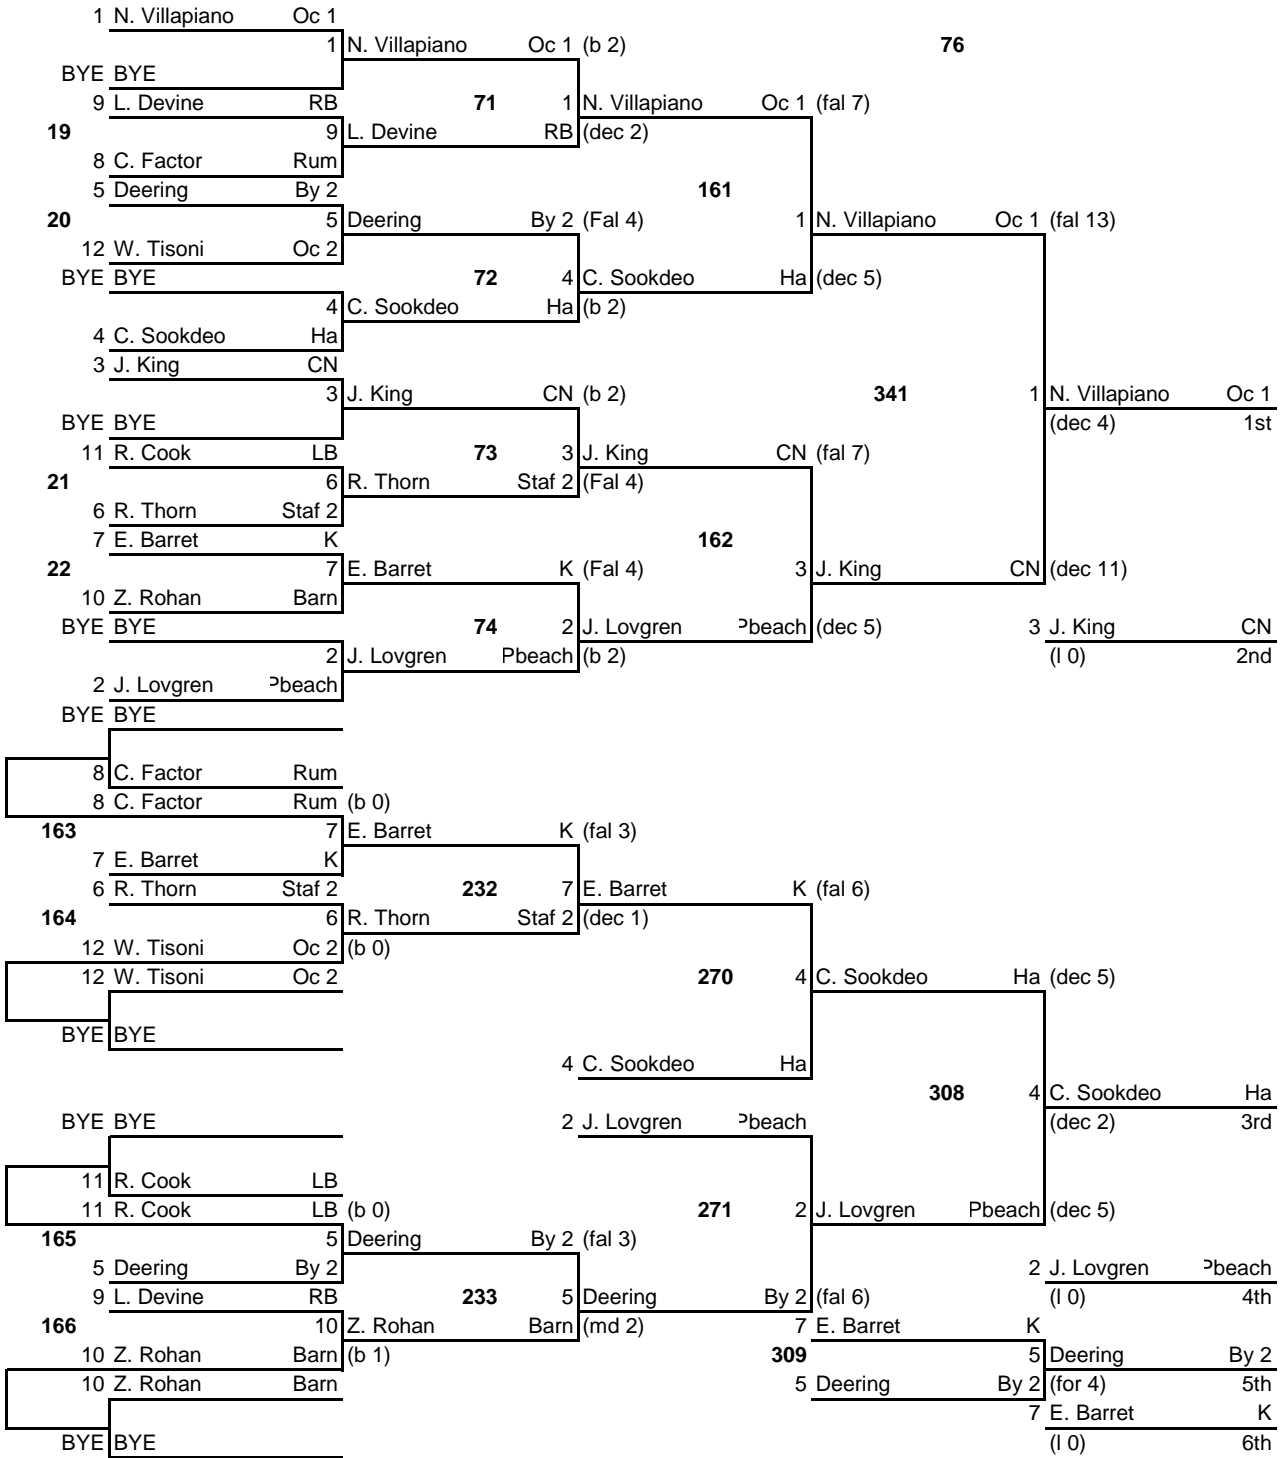 1 N. Villapiano Oc 1
1 N. Villapiano Oc 1 (b 2) 76
BYE BYE
9 L. Devine RB 71 1 N. Villapiano Oc 1 (fal 7)
19 9 L. Devine RB (dec 2)
8 C. Factor Rum
5 Deering By 2 161
20 5 Deering By 2 (Fal 4) 1 N. Villapiano Oc 1 (fal 13)
12 W. Tisoni Oc 2
BYE BYE 72 4 C. Sookdeo Ha (dec 5)
4 C. Sookdeo Ha (b 2)
4 C. Sookdeo Ha
3 J. King CN
3 J. King CN (b 2) 341 1 N. Villapiano Oc 1
BYE BYE (dec 4) 1st
11 R. Cook LB 73 3 J. King CN (fal 7)
21 6 R. Thorn Staf 2 (Fal 4)
6 R. Thorn Staf 2
7 E. Barret K 162
22 7 E. Barret K (Fal 4) 3 J. King CN (dec 11)
10 Z. Rohan Barn
BYE BYE 74 2 J. Lovgren Pbeach (dec 5) 3 J. King CN
2 J. Lovgren Pbeach (b 2) (l 0) 2nd
2 J. Lovgren Pbeach
BYE BYE
8 C. Factor Rum
8 C. Factor Rum (b 0)
163 7 E. Barret K (fal 3)
7 E. Barret K
6 R. Thorn Staf 2 232 7 E. Barret K (fal 6)
164 6 R. Thorn Staf 2 (dec 1)
12 W. Tisoni Oc 2 (b 0)
12 W. Tisoni Oc 2 270 4 C. Sookdeo Ha (dec 5)
BYE BYE
4 C. Sookdeo Ha
308 4 C. Sookdeo Ha
BYE BYE 2 J. Lovgren Pbeach (dec 2) 3rd
11 R. Cook LB
11 R. Cook LB (b 0) 271 2 J. Lovgren Pbeach (dec 5)
165 5 Deering By 2 (fal 3)
5 Deering By 2 2 J. Lovgren Pbeach
9 L. Devine RB 233 5 Deering By 2 (fal 6) (l 0) 4th
166 10 Z. Rohan Barn (md 2) 7 E. Barret K
10 Z. Rohan Barn (b 1) 309 5 Deering By 2
10 Z. Rohan Barn 5 Deering By 2 (for 4) 5th
7 E. Barret K
BYE BYE (l 0) 6th